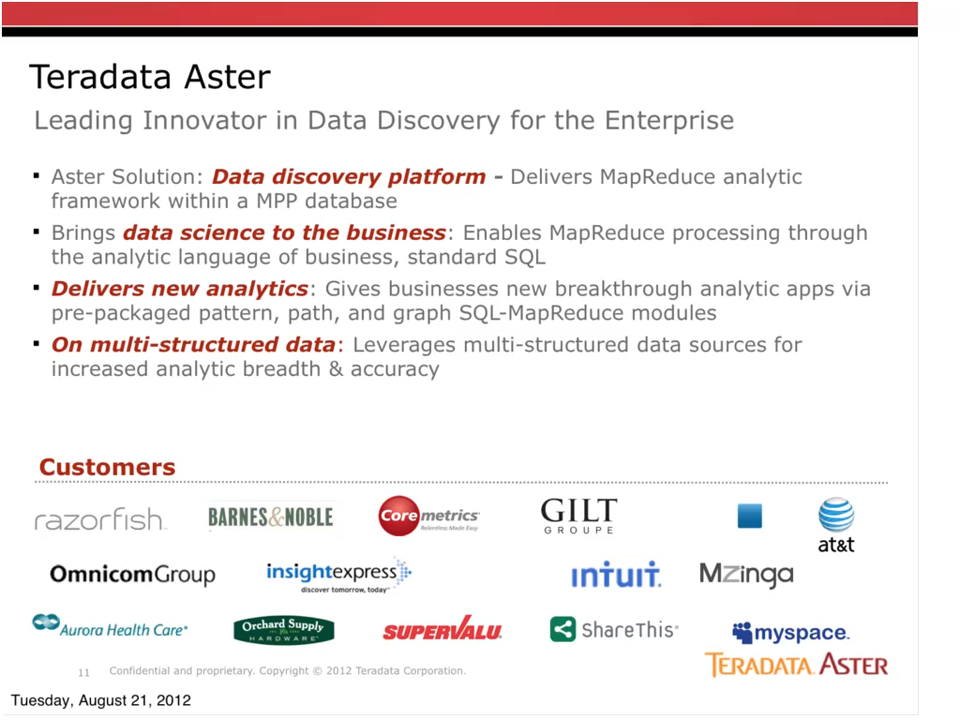 Teradata Aster
Leading Innovator in Data Discovery for the Enterprise
▪ Aster Solution: Data discovery platform - Delivers MapReduce analytic
framework within a MPP database
▪ Brings data science to the business: Enables MapReduce processing through
the analytic language of business, standard SQL
▪ Delivers new analytics: Gives businesses new breakthrough analytic apps via
pre-packaged pattern, path, and graph SQL-MapReduce modules
▪ On multi-structured data: Leverages multi-structured data sources for
increased analytic breadth & accuracy
Customers
razorfish.
BARNES&NOBLE
Coremetrics
Relentless Made Easy
GILT
GROUPE
at&t
OmnicomGroup
insightexpress
discover tomorrow, today
intuit.
Mzinga
Aurora Health Care
Orchard Supply
HARDWARE
SUPERVALU
ShareThis
myspace.
TERADATA ASTER
11 Confidential and proprietary. Copyright © 2012 Teradata Corporation.
Tuesday, August 21, 2012